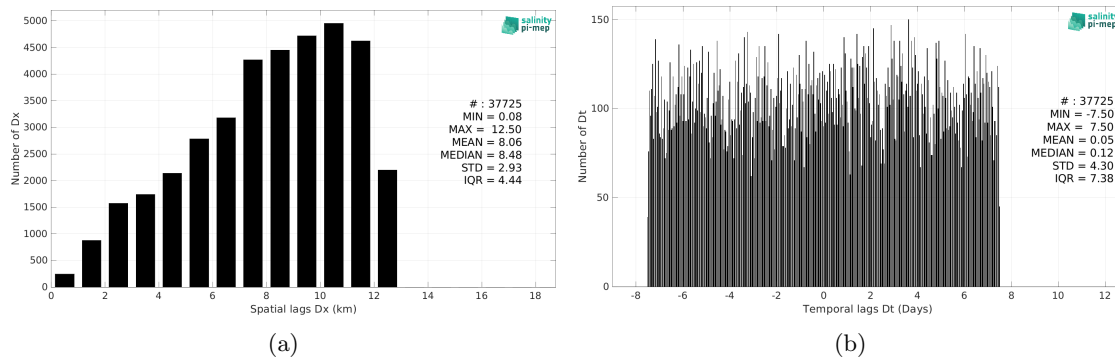 5000
4500
4000
3500
3000
2500
2000
1500
1000
500
0
Number of Dx
0 2 4 6 8 10 12 14 16 18
Spatial lags Dx (km)
salinity
pi-mep
# : 37725
MIN = 0.08
MAX = 12.50
MEAN = 8.06
MEDIAN = 8.48
STD = 2.93
IQR = 4.44
(a)
150
100
50
0
Number of Dt
-8 -6 -4 -2 0 2 4 6 8 10 12
Temporal lags Dt (Days)
salinity
pi-mep
# : 37725
MIN = -7.50
MAX = 7.50
MEAN = 0.05
MEDIAN = 0.12
STD = 4.30
IQR = 7.38
(b)